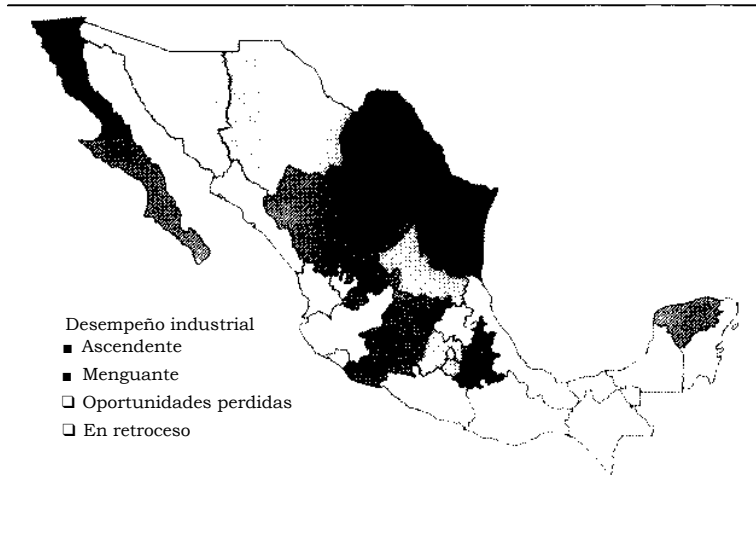 Desempeño industrial
■ Ascendente
■ Menguante
❑ Oportunidades perdidas
❑ En retroceso